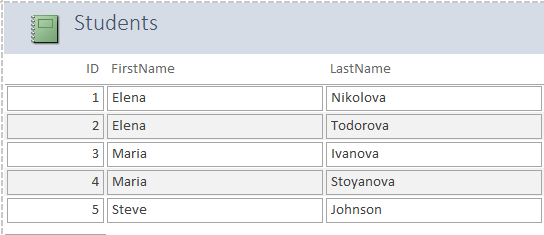 Students
ID FirstName LastName
1 Elena Nikolova
2 Elena Todorova
3 Maria Ivanova
4 Maria Stoyanova
5 Steve Johnson